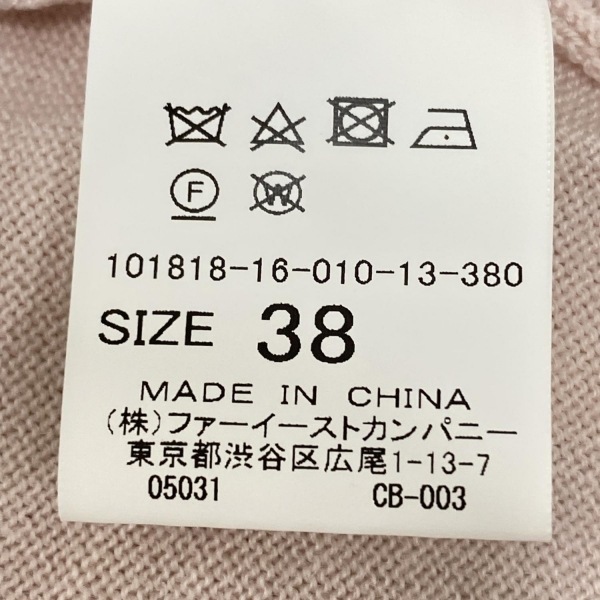 F W
101818-16-010-13-380
SIZE 38
MADE IN CHINA
(株)ファーイーストカンパニー
東京都渋谷区広尾1-13-7
05031 CB-003